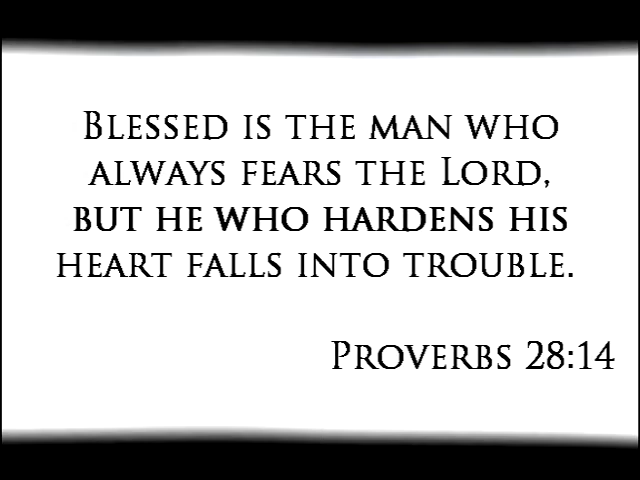 Blessed is the man who
always fears the Lord,
but he who hardens his
heart falls into trouble.
Proverbs 28:14